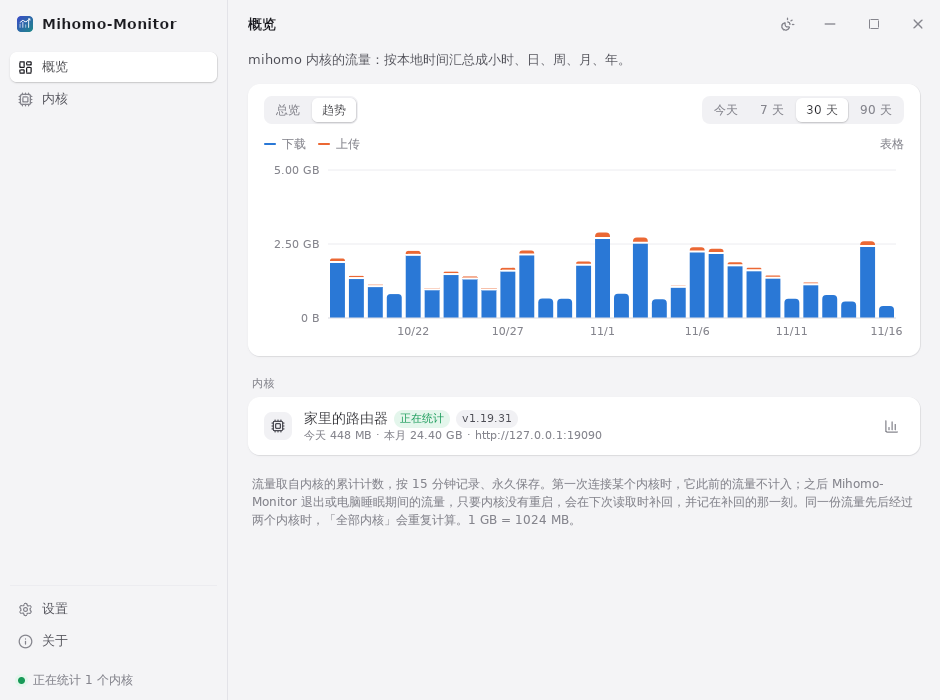 Mihomo-Monitor
概览
内核
设置
关于
正在统计 1 个内核
概览
mihomo 内核的流量：按本地时间汇总成小时、日、周、月、年。
总览 趋势 今天 7 天 30 天 90 天
下载 上传 表格
5.00 GB
2.50 GB
0 B
10/22 10/27 11/1 11/6 11/11 11/16
内核
家里的路由器 正在统计 v1.19.31
今天 448 MB · 本月 24.40 GB · http://127.0.0.1:19090
流量取自内核的累计计数，按 15 分钟记录、永久保存。第一次连接某个内核时，它此前的流量不计入；之后 Mihomo-
Monitor 退出或电脑睡眠期间的流量，只要内核没有重启，会在下次读取时补回，并记在补回的那一刻。同一份流量先后经过
两个内核时，「全部内核」会重复计算。1 GB = 1024 MB。